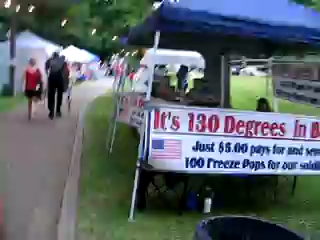 It's 130 Degrees In
Just $5.00 pays for and
100 Freeze Pops for our